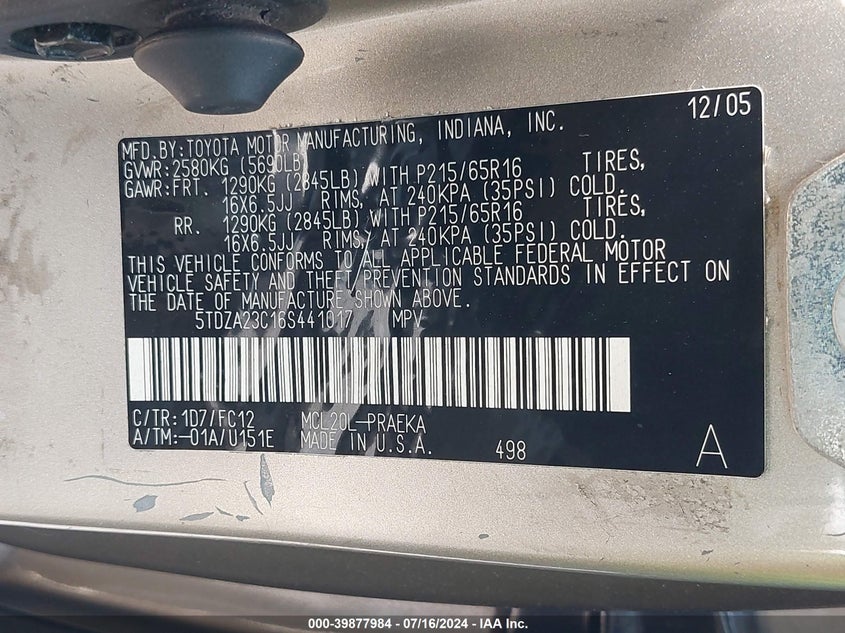 12/05
MFD.BY:TOYOTA MOTOR MANUFACTURING, INDIANA, INC.
GVWR:2580KG (5690LB)
GAWR:FRT. 1290KG (2845LB) WITH P215/65R16 TIRES,
16X6.5JJ RIMS, AT 240KPA (35PSI) COLD.
RR. 1290KG (2845LB) WITH P215/65R16 TIRES,
16X6.5JJ RIMS, AT 240KPA (35PSI) COLD.
THIS VEHICLE CONFORMS TO ALL APPLICABLE FEDERAL MOTOR
VEHICLE SAFETY AND THEFT PREVENTION STANDARDS IN EFFECT ON
THE DATE OF MANUFACTURE SHOWN ABOVE.
5TDZA23C16S441017 MPV
C/TR:1D7/FC12 MCL20L-PRAEKA
A/TM:-01A/U151E MADE IN U.S.A. 498 A
000-39877984 - 07/16/2024 - IAA Inc.